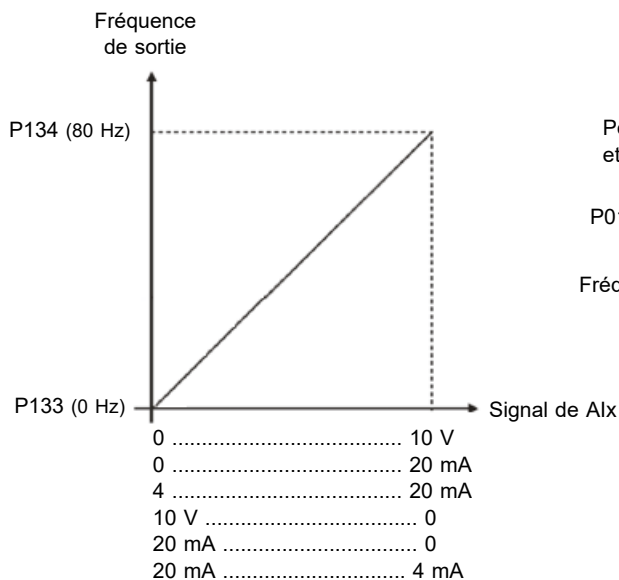 Fréquence
de sortie
P134 (80 Hz)
P133 (0 Hz)
Signal de AIx
0 ................................... 10 V
0 ................................... 20 mA
4 ................................... 20 mA
10 V ................................ 0
20 mA ............................. 0
20 mA ............................ 4 mA
et